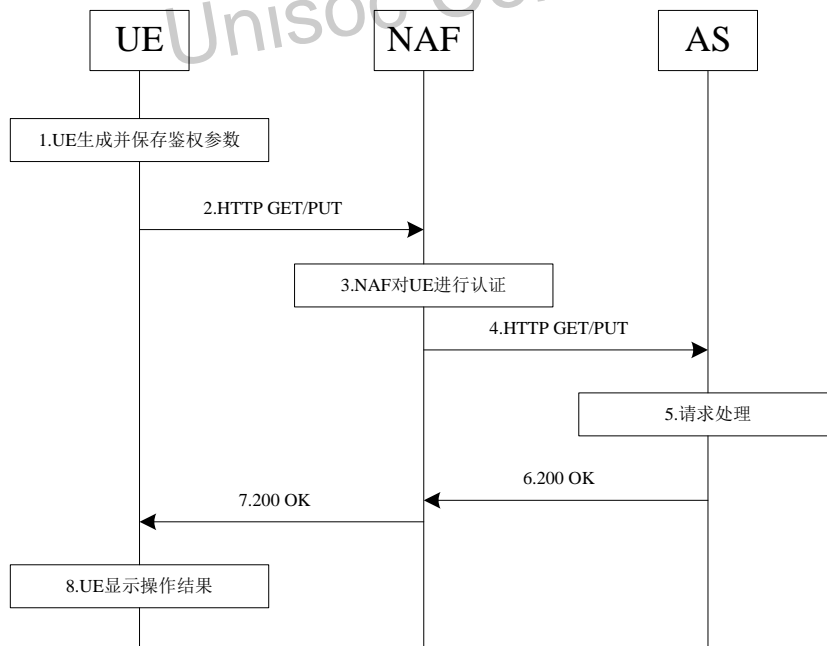 Unisoc
UE
NAF
AS
1.UE生成并保存鉴权参数
2.HTTP GET/PUT
3.NAF对UE进行认证
4.HTTP GET/PUT
5.请求处理
6.200 OK
7.200 OK
8.UE显示操作结果